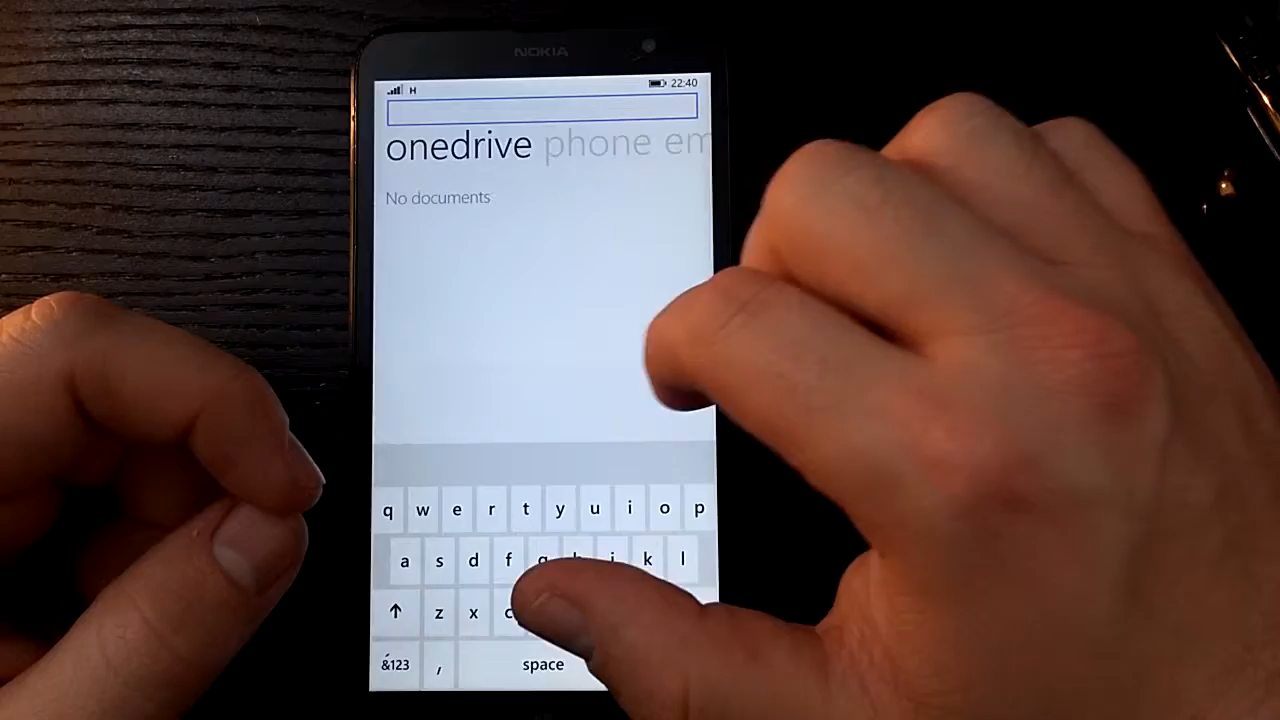 NOKIA
H 22:40
onedrive phone em
No documents
q w e r t y u i o p
a s d f g h j k l
↑ z x c
&123 , space